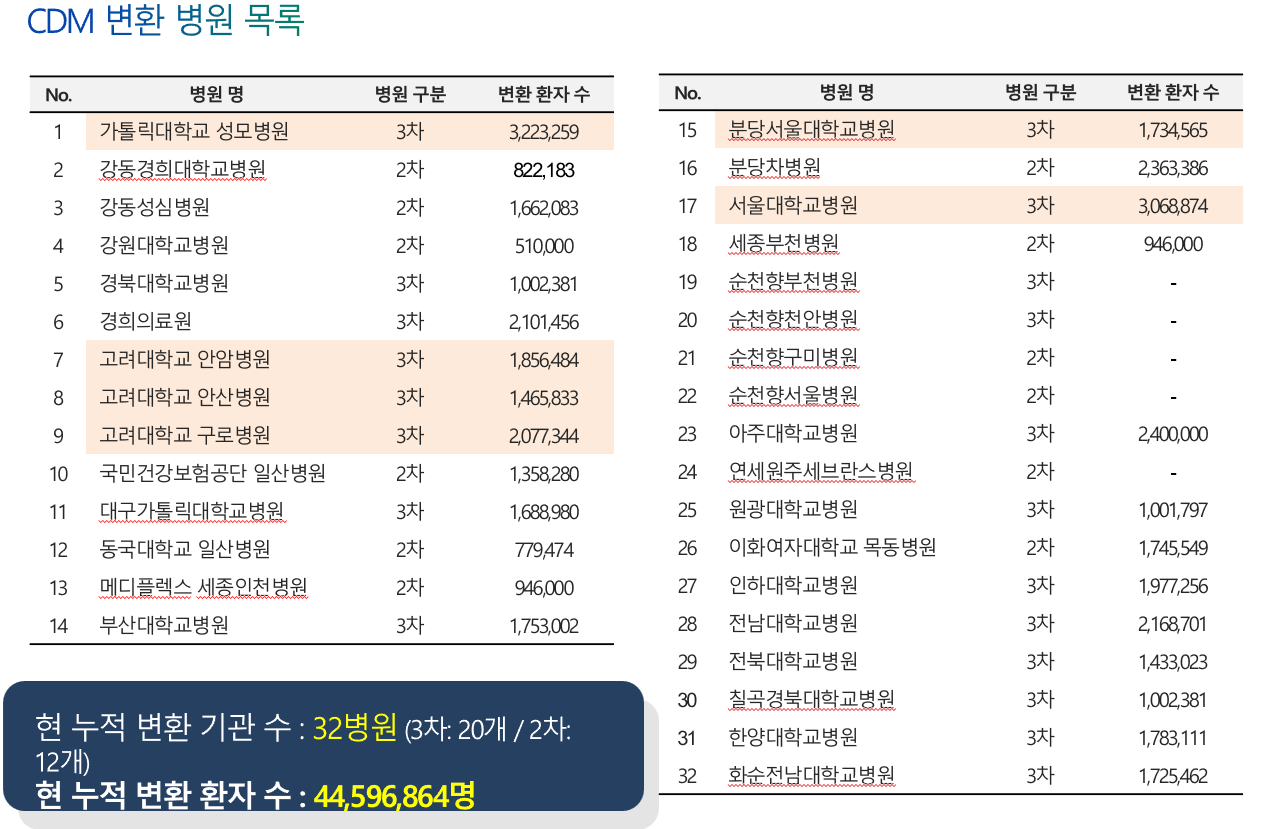 CDM 변환 병원 목록
No. 병원 명 병원 구분 변환 환자 수
1 가톨릭대학교 성모병원 3차 3,223,259
2 강동경희대학교병원 2차 822,183
3 강동성심병원 2차 1,662,083
4 강원대학교병원 2차 510,000
5 경북대학교병원 3차 1,002,381
6 경희의료원 3차 2,101,456
7 고려대학교 안암병원 3차 1,856,484
8 고려대학교 안산병원 3차 1,465,833
9 고려대학교 구로병원 3차 2,077,344
10 국민건강보험공단 일산병원 2차 1,358,280
11 대구가톨릭대학교병원 3차 1,688,980
12 동국대학교 일산병원 2차 779,474
13 메디플렉스 세종인천병원 2차 946,000
14 부산대학교병원 3차 1,753,002
No. 병원 명 병원 구분 변환 환자 수
15 분당서울대학교병원 3차 1,734,565
16 분당차병원 2차 2,363,386
17 서울대학교병원 3차 3,068,874
18 세종부천병원 2차 946,000
19 순천향부천병원 3차 -
20 순천향천안병원 3차 -
21 순천향구미병원 2차 -
22 순천향서울병원 2차 -
23 아주대학교병원 3차 2,400,000
24 연세원주세브란스병원 2차 -
25 원광대학교병원 3차 1,001,797
26 이화여자대학교 목동병원 2차 1,745,549
27 인하대학교병원 3차 1,977,256
28 전남대학교병원 3차 2,168,701
29 전북대학교병원 3차 1,433,023
30 칠곡경북대학교병원 3차 1,002,381
31 한양대학교병원 3차 1,783,111
32 화순전남대학교병원 3차 1,725,462
현 누적 변환 기관 수 : 32병원 (3차: 20개 / 2차:
12개)
현 누적 변환 환자 수 : 44,596,864명